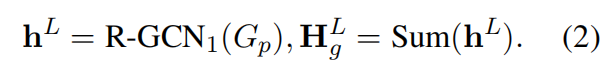 h^L = R-GCN_1(G_p), H_g^L = Sum(h^L). (2)